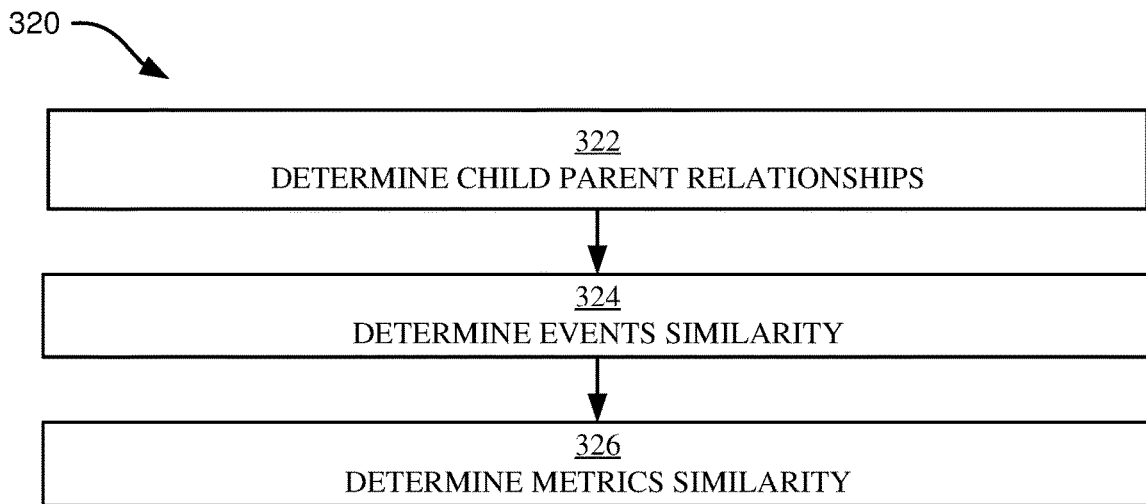 320
322
DETERMINE CHILD PARENT RELATIONSHIPS
324
DETERMINE EVENTS SIMILARITY
326
DETERMINE METRICS SIMILARITY